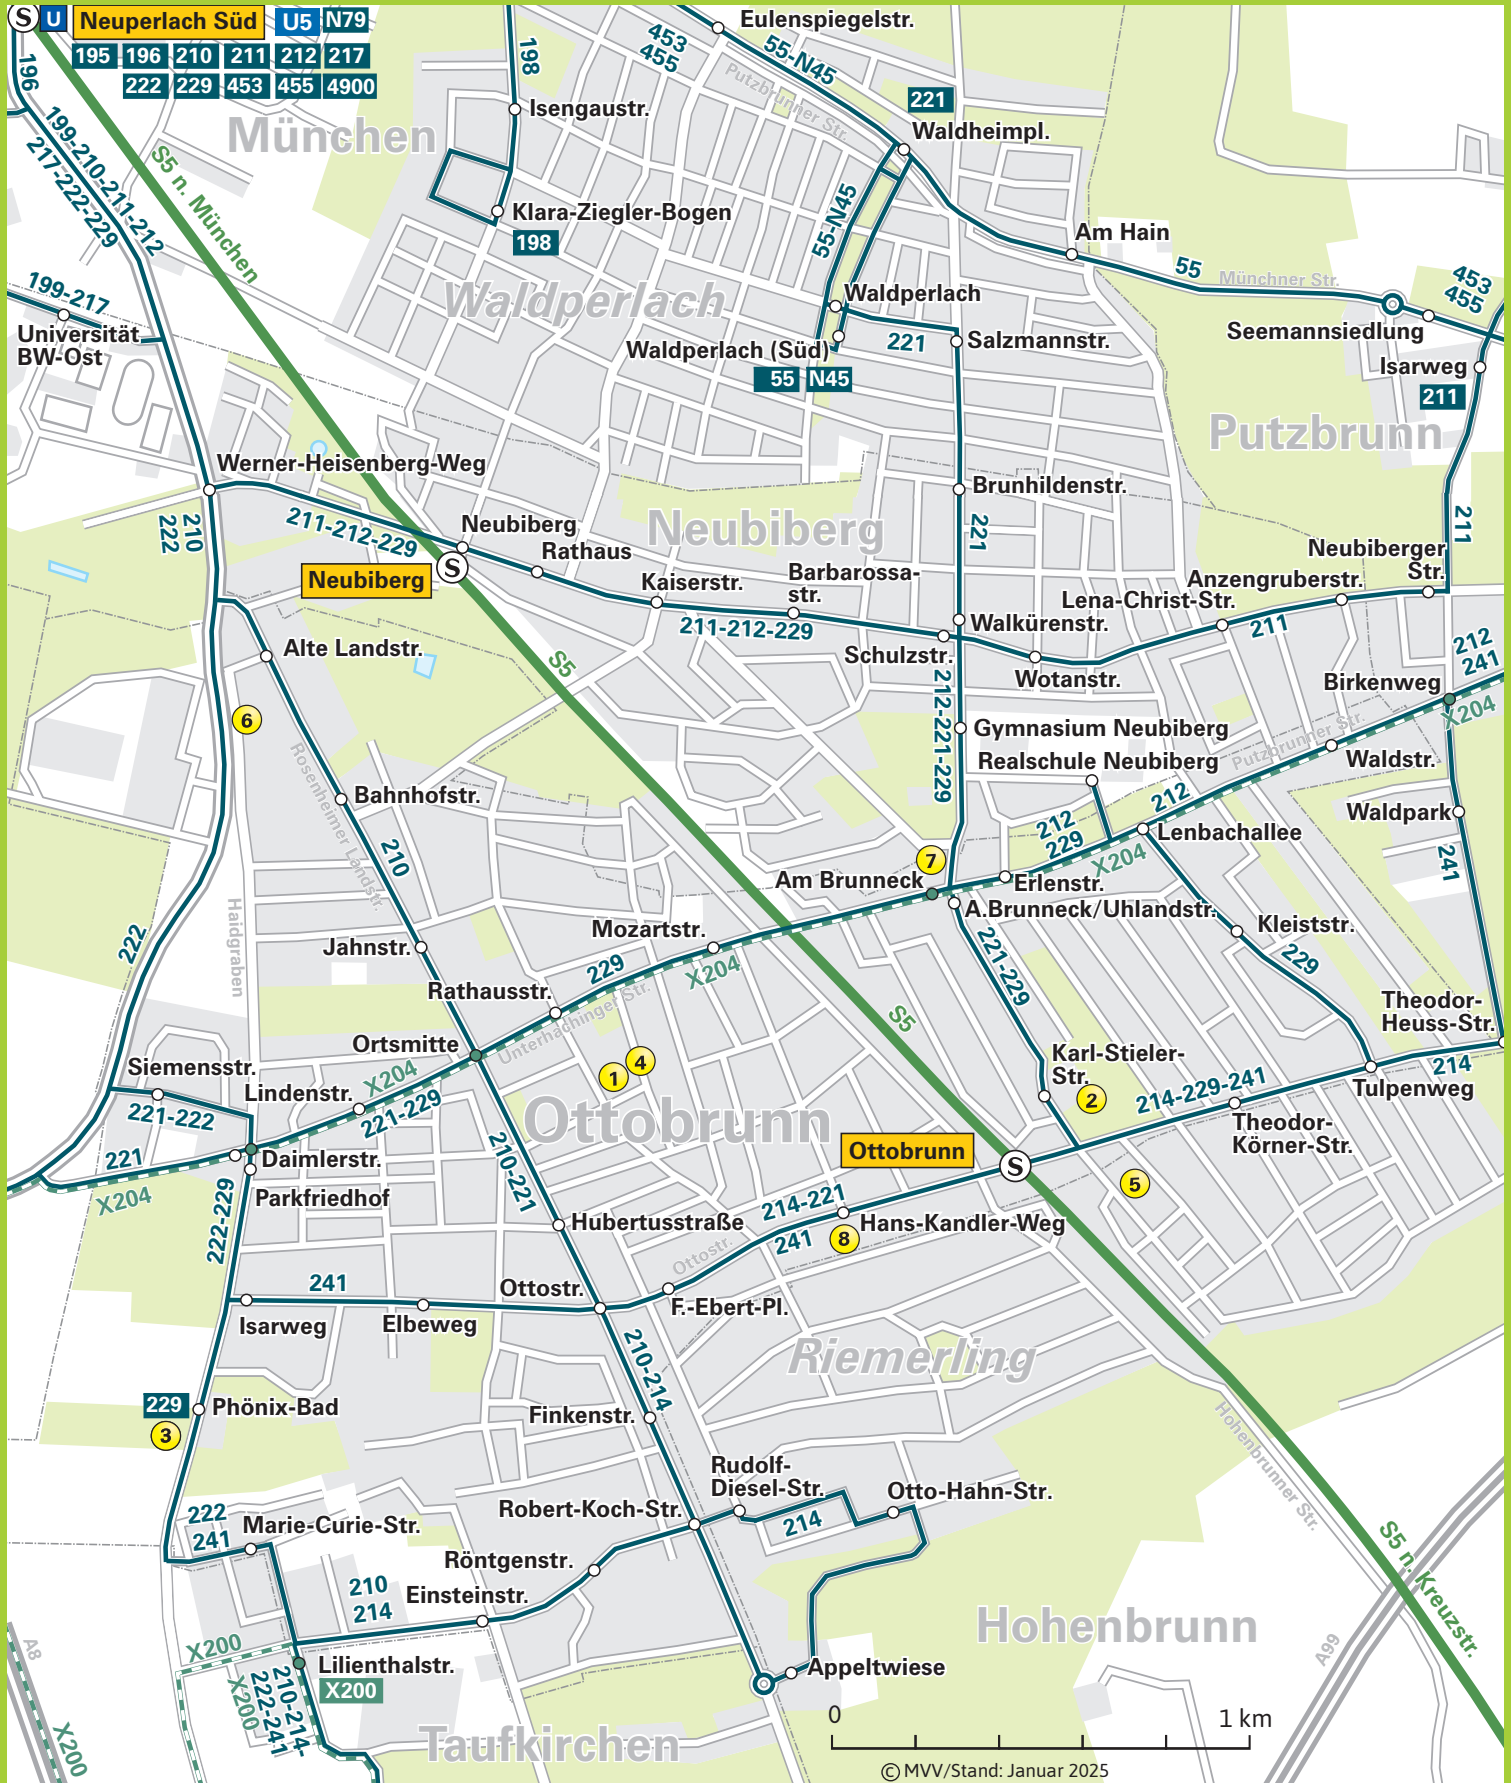 S U Neuperlach Süd U5 N79
195 196 210 211 212 217
222 229 453 455 4900
196
199-210-211-212
217-222-229
S5 n. München
München
198
Isengaustr.
Klara-Ziegler-Bogen
198
453
455
Eulenspiegelstr.
55-N45
Putzbrunner Str.
221
Waldheimpl.
55-N45
Am Hain
55
Münchner Str.
453
455
Seemannsiedlung
Isarweg
211
199-217
Universität
BW-Ost
Waldperlach
Waldperlach
221
Salzmannstr.
Waldperlach (Süd)
55 N45
Putzbrunn
Werner-Heisenberg-Weg
210
222
211-212-229
Neubiberg
Rathaus
Neubiberg
S
Neubiberg
Brunhildenstr.
221
211
Kaiserstr.
Barbarossa-
str.
211-212-229
Schulzstr.
Walkürenstr.
Wotanstr.
Lena-Christ-Str.
Anzengruberstr.
Neubiberger
Str.
211
212
241
Birkenweg
X204
Alte Landstr.
S5
6
212-221-229
Gymnasium Neubiberg
Realschule Neubiberg
Putzbrunner Str.
Waldstr.
Rosenheimer Landstr.
Bahnhofstr.
210
212
229
212
X204
Lenbachallee
Waldpark
241
7
Am Brunneck
Erlenstr.
A.Brunneck/Uhlandstr.
222
Haidgraben
Jahnstr.
Mozartstr.
229
X204
221-229
Kleiststr.
229
Rathausstr.
Unterhachinger Str.
S5
Theodor-
Heuss-Str.
Ortsmitte
X204
4
1
Siemensstr.
Lindenstr.
221-222
221-229
Ottobrunn
Karl-Stieler-
Str.
2
214-229-241
214
Tulpenweg
Theodor-
Körner-Str.
221
X204
Daimlerstr.
Parkfriedhof
222-229
210-221
Ottobrunn
S
5
Hubertusstraße
214-221
241
Hans-Kandler-Weg
8
Ottostr.
241
Ottostr.
F.-Ebert-Pl.
Isarweg
Elbeweg
210-214
Riemerling
229
Phönix-Bad
3
Finkenstr.
Hohenbrunner Str.
Rudolf-
Diesel-Str.
Otto-Hahn-Str.
214
Robert-Koch-Str.
222
241
Marie-Curie-Str.
Röntgenstr.
210
214
Einsteinstr.
S5 n. Kreuzstr.
Hohenbrunn
A99
A8
X200
X200
Lilienthalstr.
X200
210-214-
222-241
X200
Appeltwiese
Taufkirchen
0 1 km
© MVV/Stand: Januar 2025